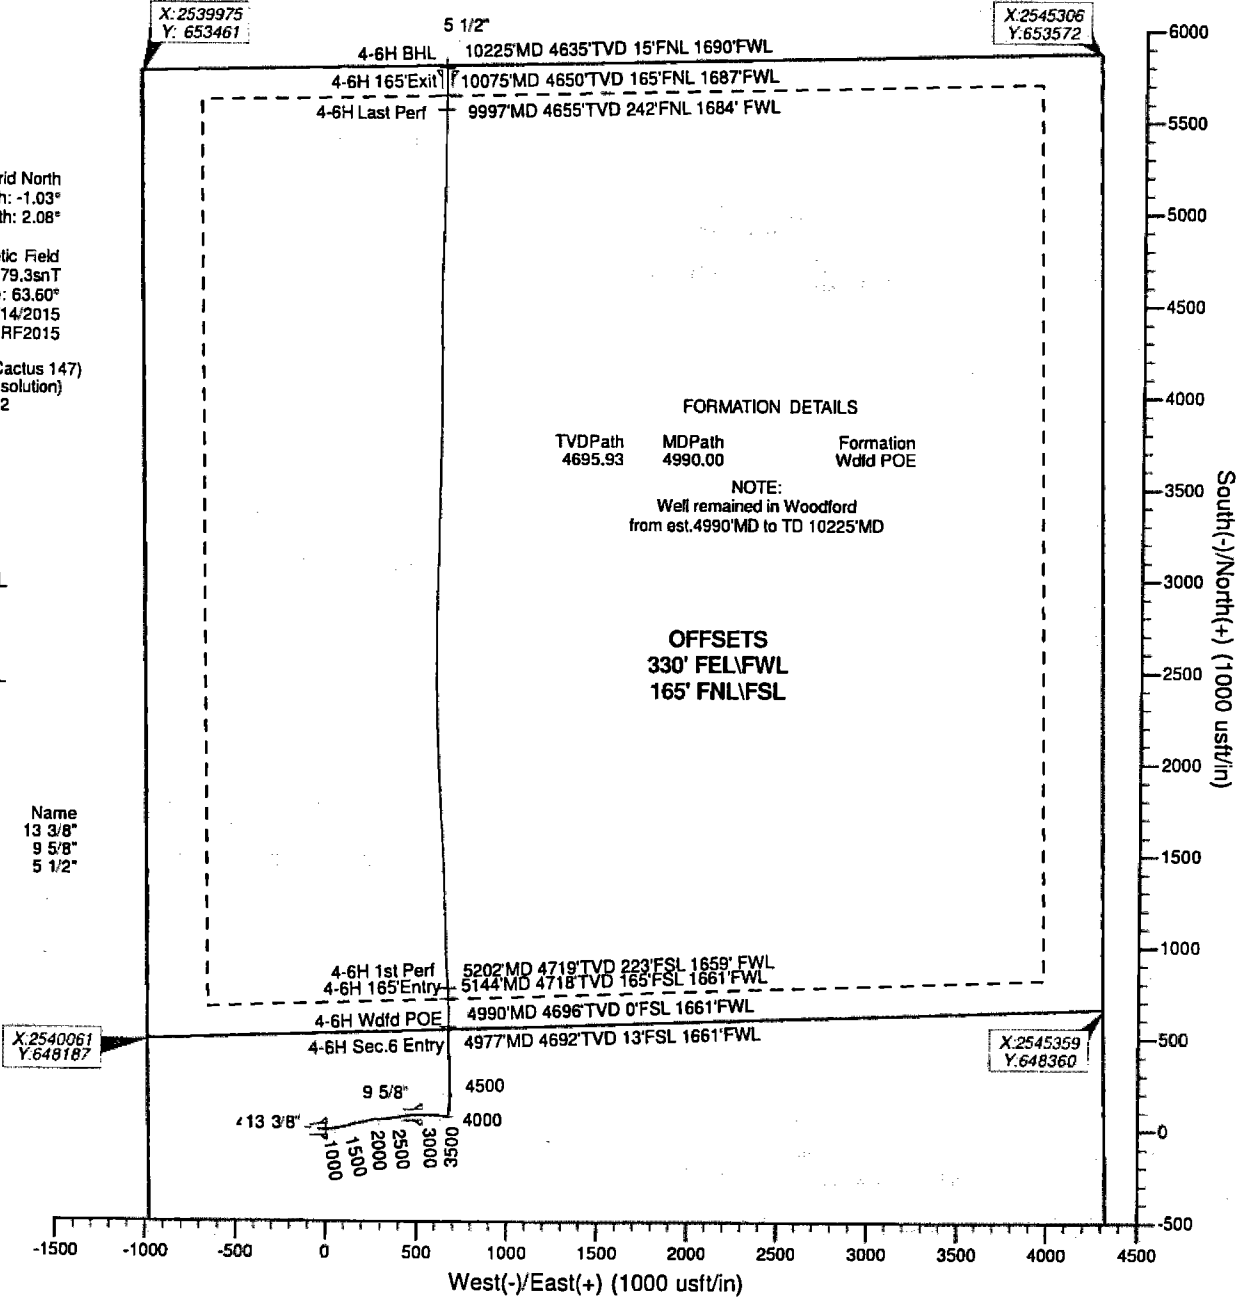 X:2539975
Y: 653461
5 1/2"
X:2545306
Y:653572
4-6H BHL 10225'MD 4635'TVD 15'FNL 1690'FWL
4-6H 165'Exit 10075'MD 4650'TVD 165'FNL 1687'FWL
4-6H Last Perf 9997'MD 4655'TVD 242'FNL 1684' FWL
6000
5500
5000
4500
4000
3500
3000
2500
2000
1500
1000
500
0
-500
South(-)/North(+) (1000 usft/in)
rid North
h: -1.03°
th: 2.08°
tic Field
79.3snT
: 63.60°
14/2015
RF2015
Cactus 147)
solution)
2
FORMATION DETAILS
TVDPath MDPath Formation
4695.93 4990.00 Wdfd POE
NOTE:
Well remained in Woodford
from est.4990'MD to TD 10225'MD
OFFSETS
330' FEL\FWL
165' FNL\FSL
L
Name
13 3/8"
9 5/8"
5 1/2"
4-6H 1st Perf 5202'MD 4719'TVD 223'FSL 1659' FWL
4-6H 165'Entry 5144'MD 4718'TVD 165'FSL 1661'FWL
4-6H Wdfd POE 4990'MD 4696'TVD 0'FSL 1661'FWL
4-6H Sec.6 Entry 4977'MD 4692'TVD 13'FSL 1661'FWL
X:2540061
Y:648187
X:2545359
Y:648360
9 5/8"
13 3/8"
4500
4000
1000
1500
2000
2500
3000
3500
-1500 -1000 -500 0 500 1000 1500 2000 2500 3000 3500 4000 4500
West(-)/East(+) (1000 usft/in)